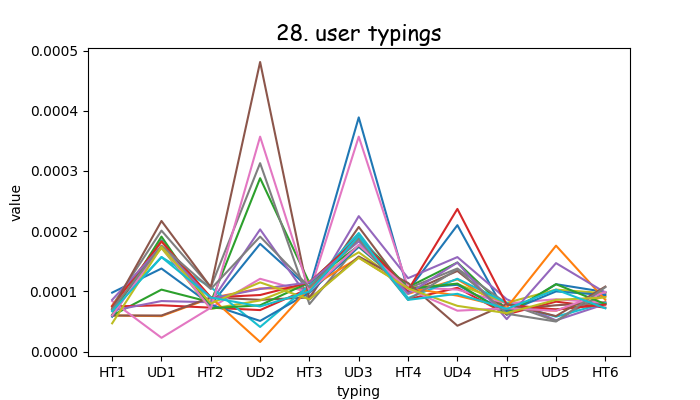 28. user typings
0.0005
0.0004
0.0003
0.0002
0.0001
0.0000
value
HT1 UD1 HT2 UD2 HT3 UD3 HT4 UD4 HT5 UD5 HT6
typing